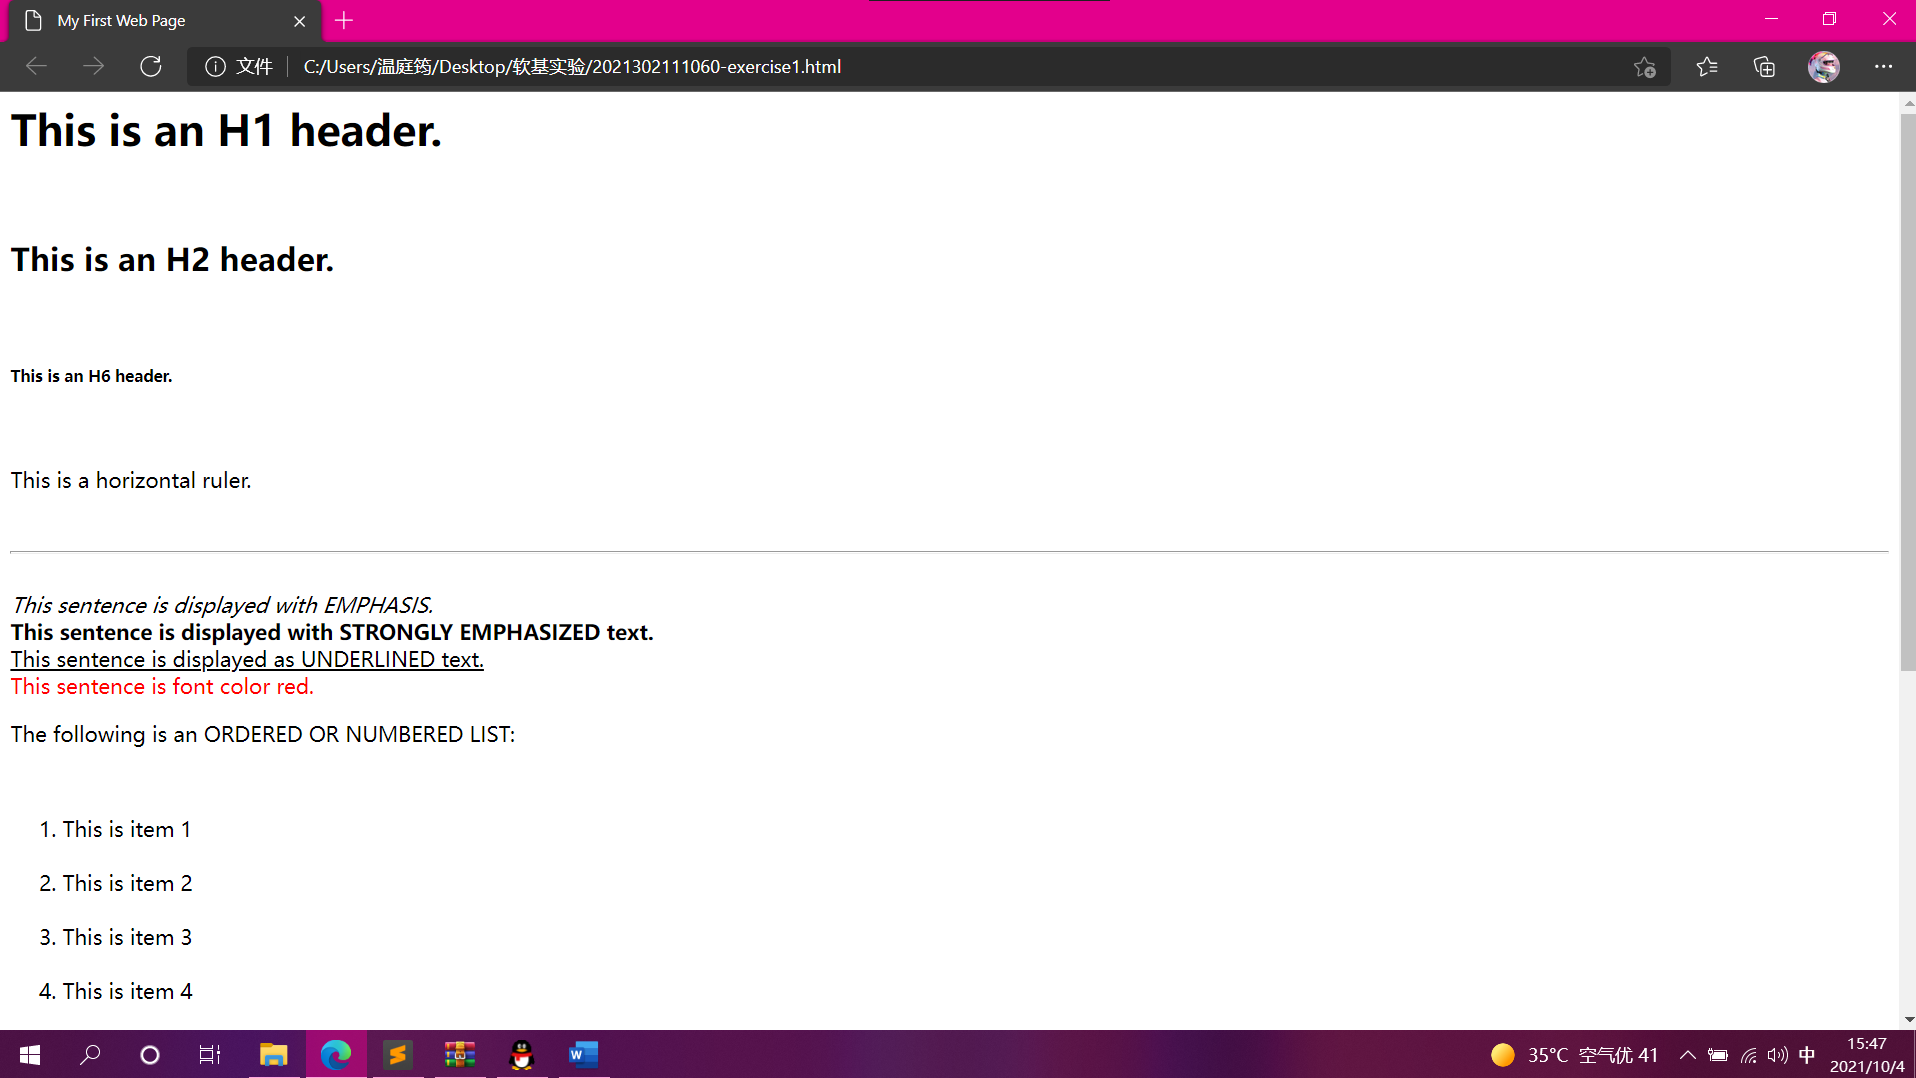 My First Web Page
文件 C:/Users/温庭筠/Desktop/软基实验/2021302111060-exercise1.html
This is an H1 header.
This is an H2 header.
This is an H6 header.
This is a horizontal ruler.
This sentence is displayed with EMPHASIS.
This sentence is displayed with STRONGLY EMPHASIZED text.
This sentence is displayed as UNDERLINED text.
This sentence is font color red.
The following is an ORDERED OR NUMBERED LIST:
1. This is item 1
2. This is item 2
3. This is item 3
4. This is item 4
35°C 空气优 41 中
15:47
2021/10/4